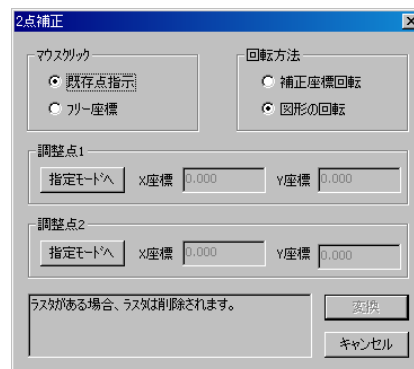 2点補正
マウスクリック
既存点指示
フリー座標
回転方法
補正座標回転
図形の回転
調整点1
指定モードへ X座標 0.000 Y座標 0.000
調整点2
指定モードへ X座標 0.000 Y座標 0.000
ラスタがある場合、ラスタは削除されます。
変換
キャンセル